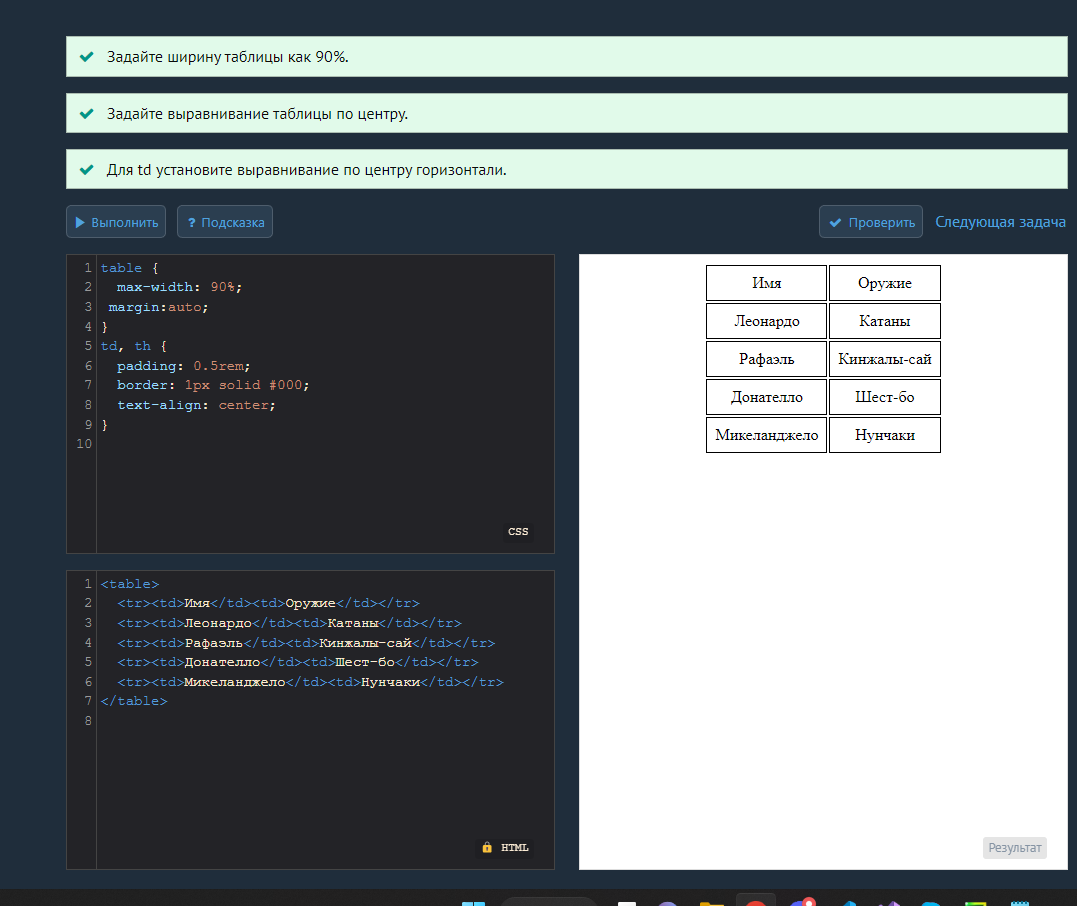 Задайте ширину таблицы как 90%.
Задайте выравнивание таблицы по центру.
Для td установите выравнивание по центру горизонтали.
Выполнить
? Подсказка
Проверить
Следующая задача
1 table {
2   max-width: 90%;
3  margin:auto;
4 }
5 td, th {
6   padding: 0.5rem;
7   border: 1px solid #000;
8   text-align: center;
9 }
10
CSS
1 <table>
2   <tr><td>Имя</td><td>Оружие</td></tr>
3   <tr><td>Леонардо</td><td>Катаны</td></tr>
4   <tr><td>Рафаэль</td><td>Кинжалы-сай</td></tr>
5   <tr><td>Донателло</td><td>Шест-бо</td></tr>
6   <tr><td>Микеланджело</td><td>Нунчаки</td></tr>
7 </table>
8
HTML
Имя Оружие
Леонардо Катаны
Рафаэль Кинжалы-сай
Донателло Шест-бо
Микеланджело Нунчаки
Результат